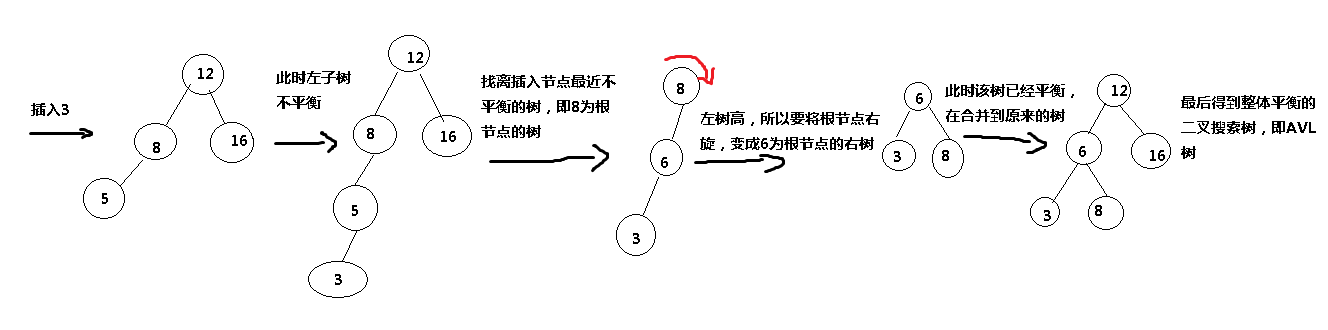 插入3
12
8
16
5
此时左子树
不平衡
12
8
16
5
3
找离插入节点最近不
平衡的树，即8为根
节点的树
8
6
3
左树高，所以要将根节点右
旋，变成6为根节点的右树
6
3
8
此时该树已经平衡，
在合并到原来的树
12
6
16
3
8
最后得到整体平衡的
二叉搜索树，即AVL
树